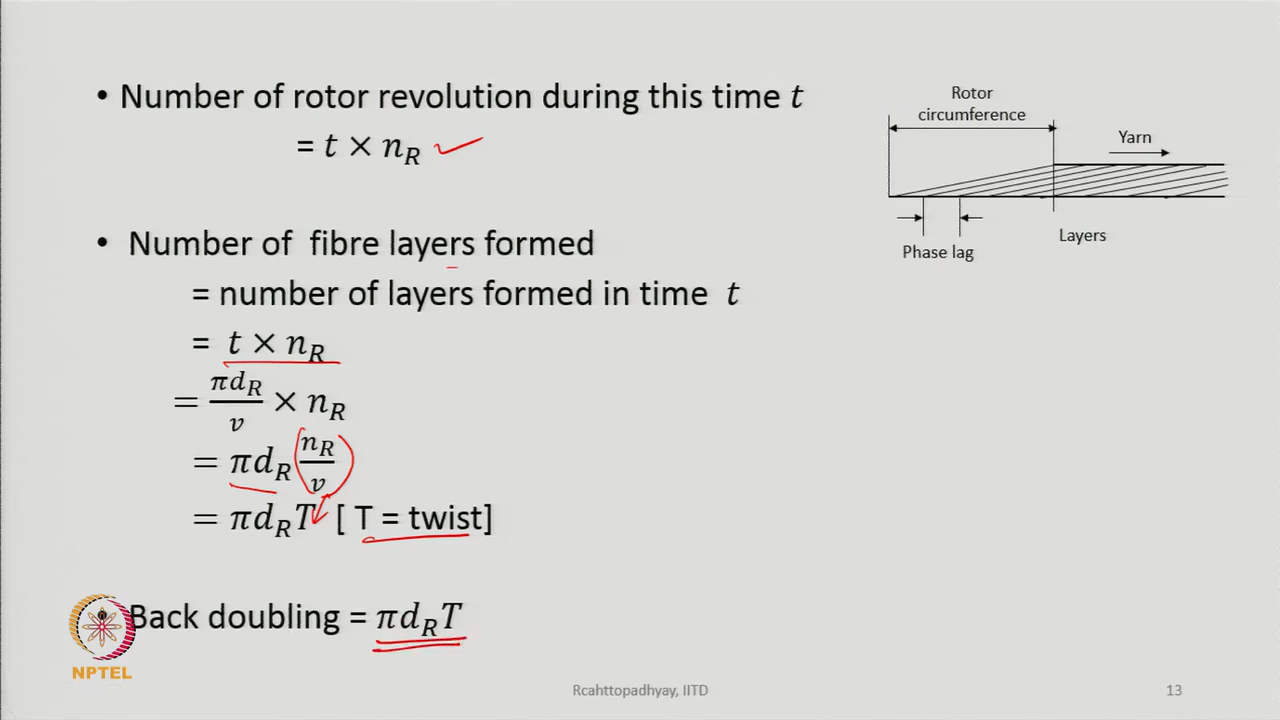 • Number of rotor revolution during this time t
= t × n_R
• Number of fibre layers formed
= number of layers formed in time t
= t × n_R
= πd_R/v × n_R
= πd_R (n_R/v)
= πd_R T [ T = twist]
Back doubling = πd_R T
Rotor
circumference
Yarn
Layers
Phase lag
NPTEL
Rcahttopadhyay, IITD
13